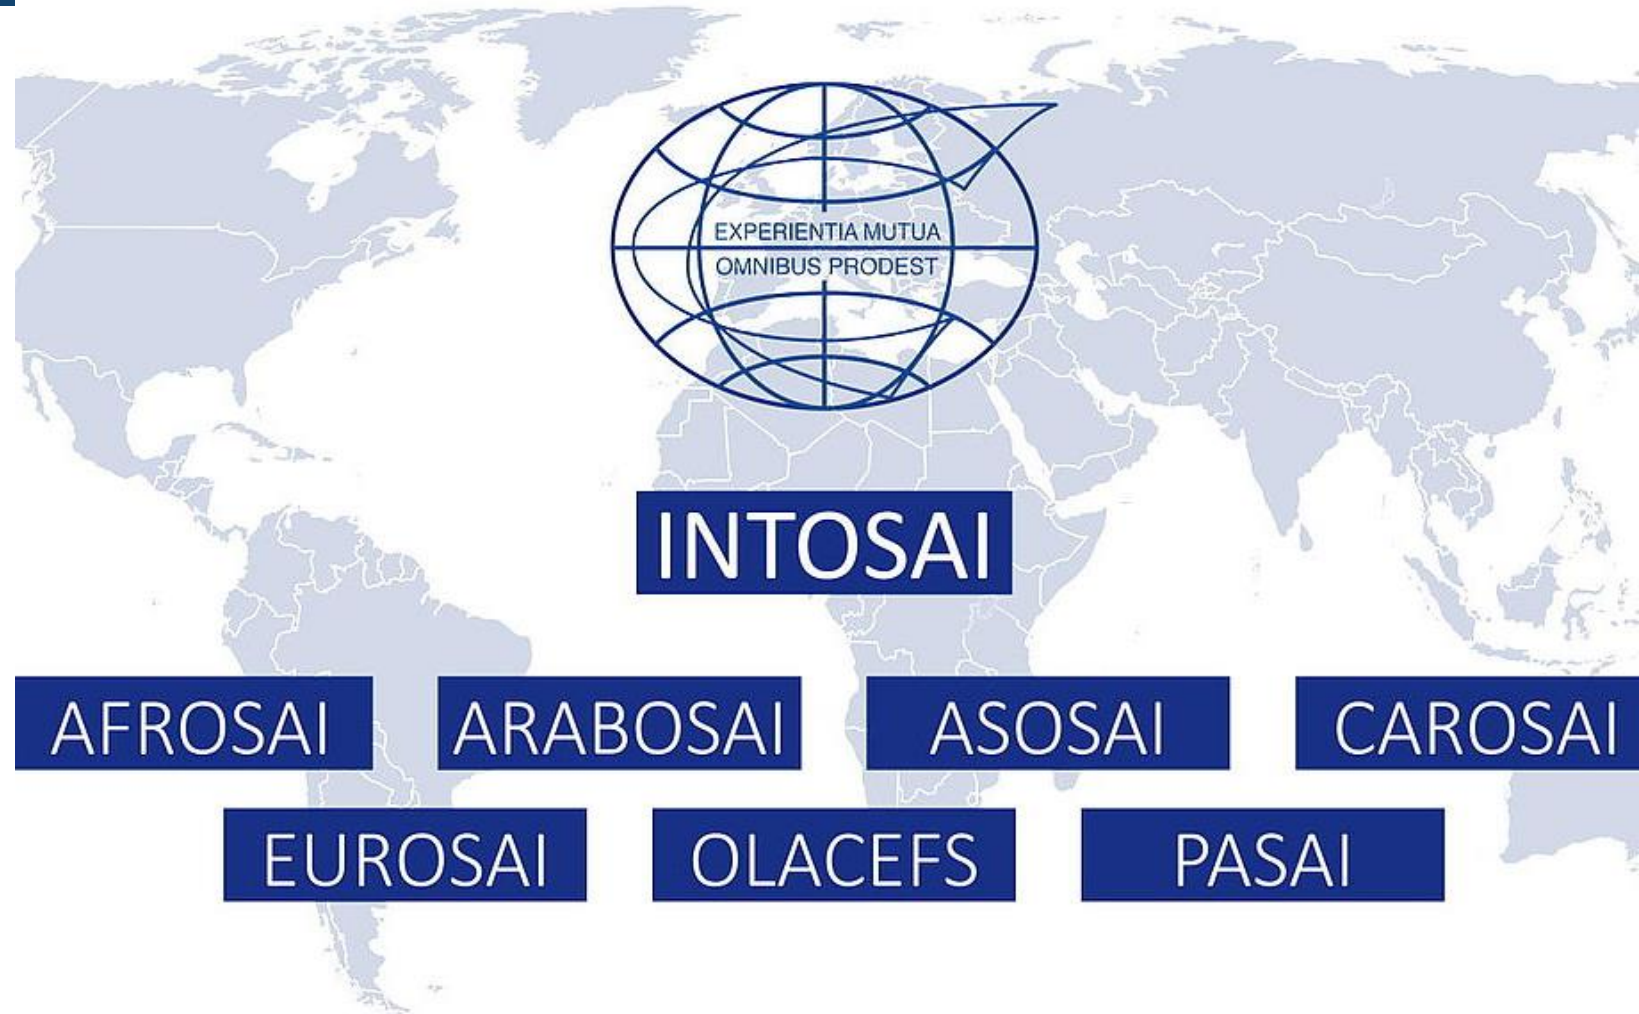 EXPERIENTIA MUTUA
OMNIBUS PRODEST
INTOSAI
AFROSAI ARABOSAI ASOSAI CAROSAI
EUROSAI OLACEFS PASAI